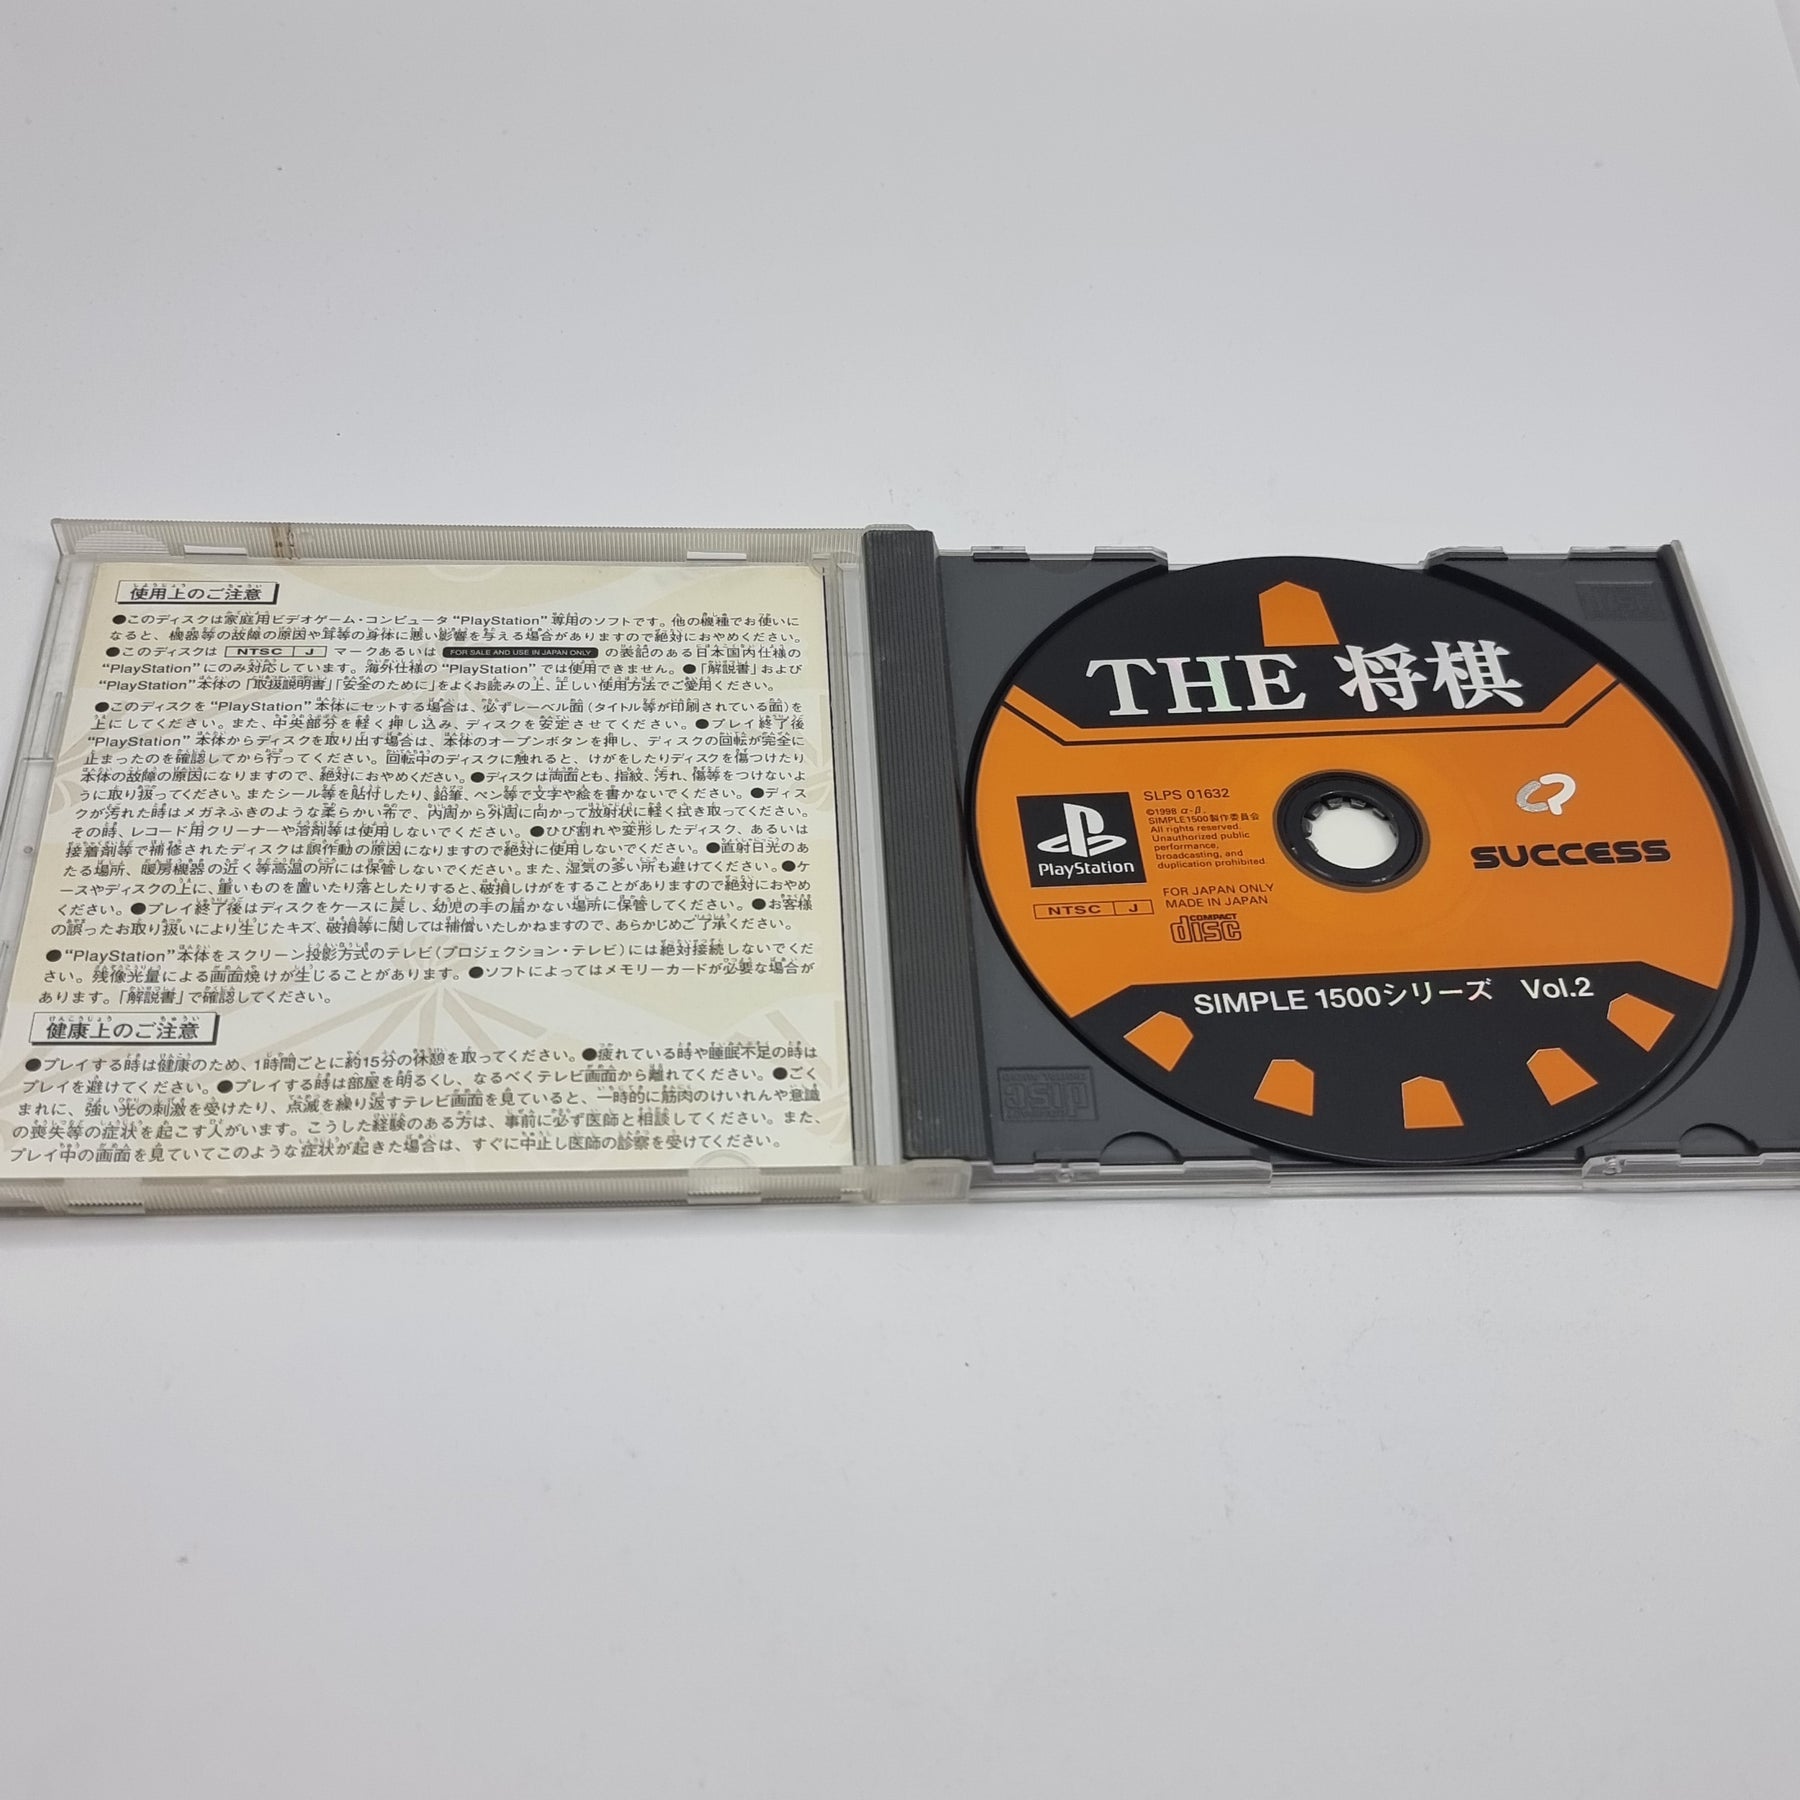 使用上のご注意
●このディスクは家庭用ビデオゲーム・コンピュータ“PlayStation”専用のソフトです。他の機種でお使いに
なると、機器等の故障の原因や耳等の身体に悪い影響を与える場合がありますので絶対におやめください。
●このディスクは NTSC J マークあるいは FOR SALE AND USE IN JAPAN ONLY の表記のある日本国内仕様の
“PlayStation”にのみ対応しています。海外仕様の“PlayStation”では使用できません。●「解説書」および
“PlayStation”本体の「取扱説明書」「安全のために」をよくお読みの上、正しい使用方法でご愛用ください。
●このディスクを“PlayStation”本体にセットする場合は、必ずレーベル面(タイトル等が印刷されている面)を
上にしてください。また、中央部分を軽く押し込み、ディスクを安定させてください。●プレイ終了後
“PlayStation”本体からディスクを取り出す場合は、本体のオープンボタンを押し、ディスクの回転が完全に
止まったのを確認してから行ってください。回転中のディスクに触れると、けがをしたりディスクを傷つけたり
本体の故障の原因になりますので、絶対におやめください。●ディスクは両面とも、指紋、汚れ、傷等をつけないよ
うに取り扱ってください。またシール等を貼付したり、鉛筆、ペン等で文字や絵を書かないでください。●ディス
クが汚れた時はメガネふきのような柔らかい布で、内周から外周に向かって放射状に軽く拭き取ってください。
その時、レコード用クリーナーや溶剤等は使用しないでください。●ひび割れや変形したディスク、あるいは
接着剤等で補修されたディスクは誤作動の原因になりますので絶対に使用しないでください。●直射日光のあ
たる場所、暖房機器の近く等高温の所には保管しないでください。また、湿気の多い所も避けてください。●ケ
ースやディスクの上に、重いものを置いたり落としたりすると、破損しけがをすることがありますので絶対におやめ
ください。●プレイ終了後はディスクをケースに戻し、幼児の手の届かない場所に保管してください。●お客様
の誤ったお取り扱いにより生じたキズ、破損等に関しては補償いたしかねますので、あらかじめご了承ください。
●“PlayStation”本体をスクリーン投影方式のテレビ(プロジェクション・テレビ)には絶対接続しないでくだ
さい。残像光量による画面焼けが生じることがあります。●ソフトによってはメモリーカードが必要な場合が
あります。「解説書」で確認してください。
健康上のご注意
●プレイする時は健康のため、1時間ごとに約15分の休憩を取ってください。●疲れている時や睡眠不足の時は
プレイを避けてください。●プレイする時は部屋を明るくし、なるべくテレビ画面から離れてください。●ごく
まれに、強い光の刺激を受けたり、点滅を繰り返すテレビ画面を見ていると、一時的に筋肉のけいれんや意識
の喪失等の症状を起こす人がいます。こうした経験のある方は、事前に必ず医師と相談してください。また、
プレイ中の画面を見ていてこのような症状が起きた場合は、すぐに中止し医師の診察を受けてください。
THE 将棋
PlayStation
NTSC J
SLPS 01632
©1998 α-β,
SIMPLE1500製作委員会
All rights reserved.
Unauthorized public
performance,
broadcasting, and
duplication prohibited.
FOR JAPAN ONLY
MADE IN JAPAN
COMPACT
disc
SUCCESS
SIMPLE 1500シリーズ Vol.2